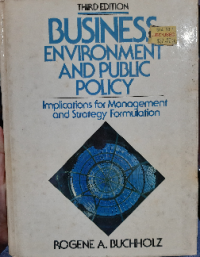 THIRD EDITION
BUSINESS
ENVIRONMENT
AND PUBLIC
POLICY
Implications for Management
and Strategy Formulation
ROGENE A. BUCHHOLZ